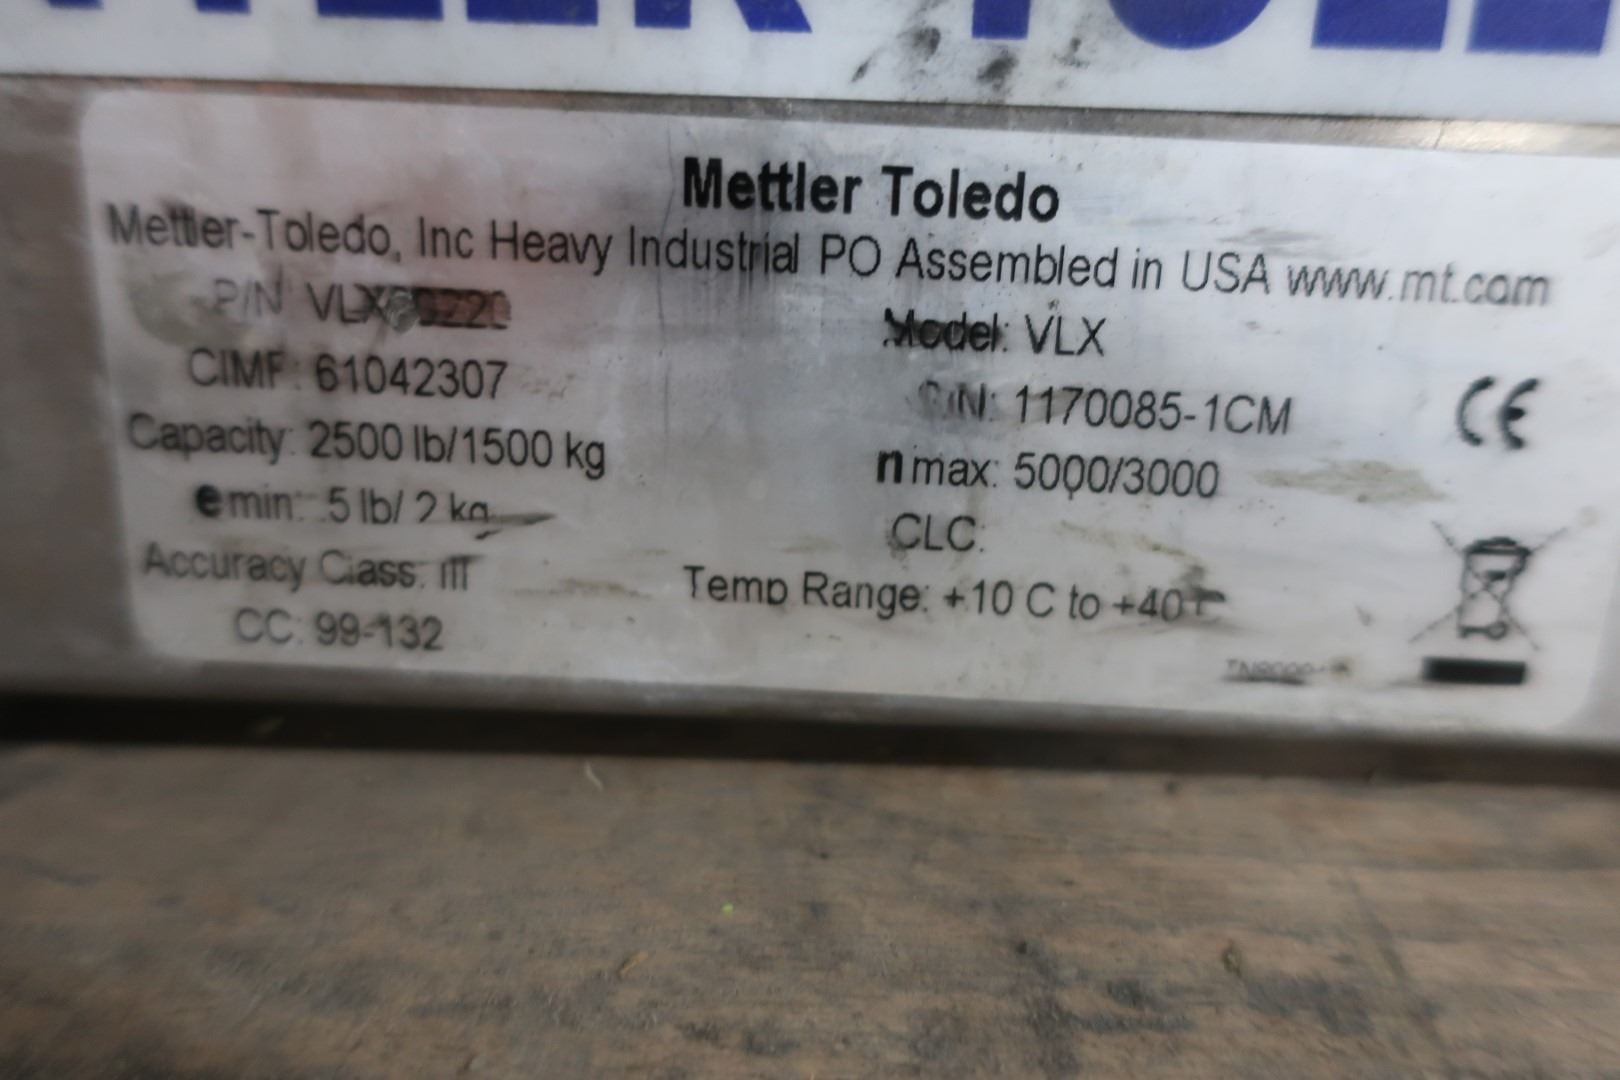 Mettler Toledo
Mettler-Toledo, Inc Heavy Industrial PO Assembled in USA www.mt.com
P/N Model: VLX
CIMF: 61042307 S/N: 1170085-1CM
Capacity: 2500 lb/1500 kg n max: 5000/3000
e min: .5 lb/ .2 kg CLC:
Accuracy Class: III Temp Range: +10 C to +40
CC: 99-132
CE